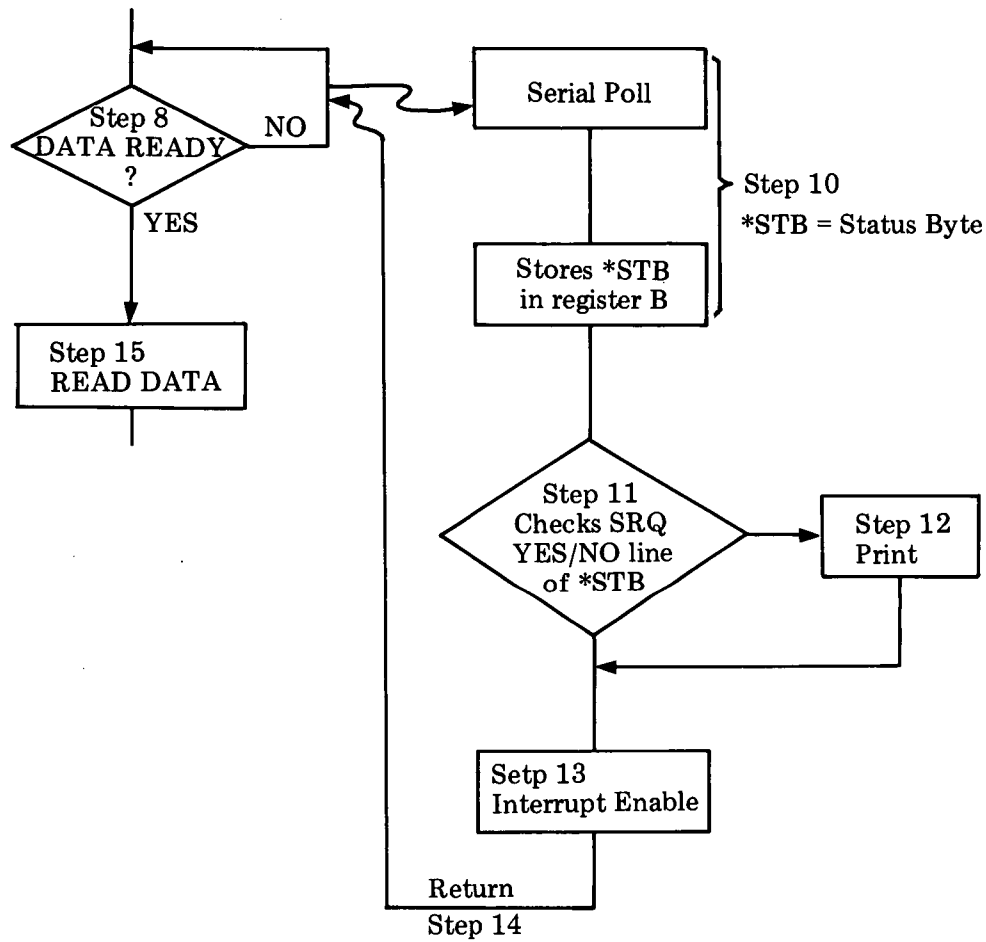 Step 8
DATA READY
?
NO
YES
Step 15
READ DATA
Serial Poll
Stores *STB
in register B
Step 10
*STB = Status Byte
Step 11
Checks SRQ
YES/NO line
of *STB
Step 12
Print
Setp 13
Interrupt Enable
Return
Step 14